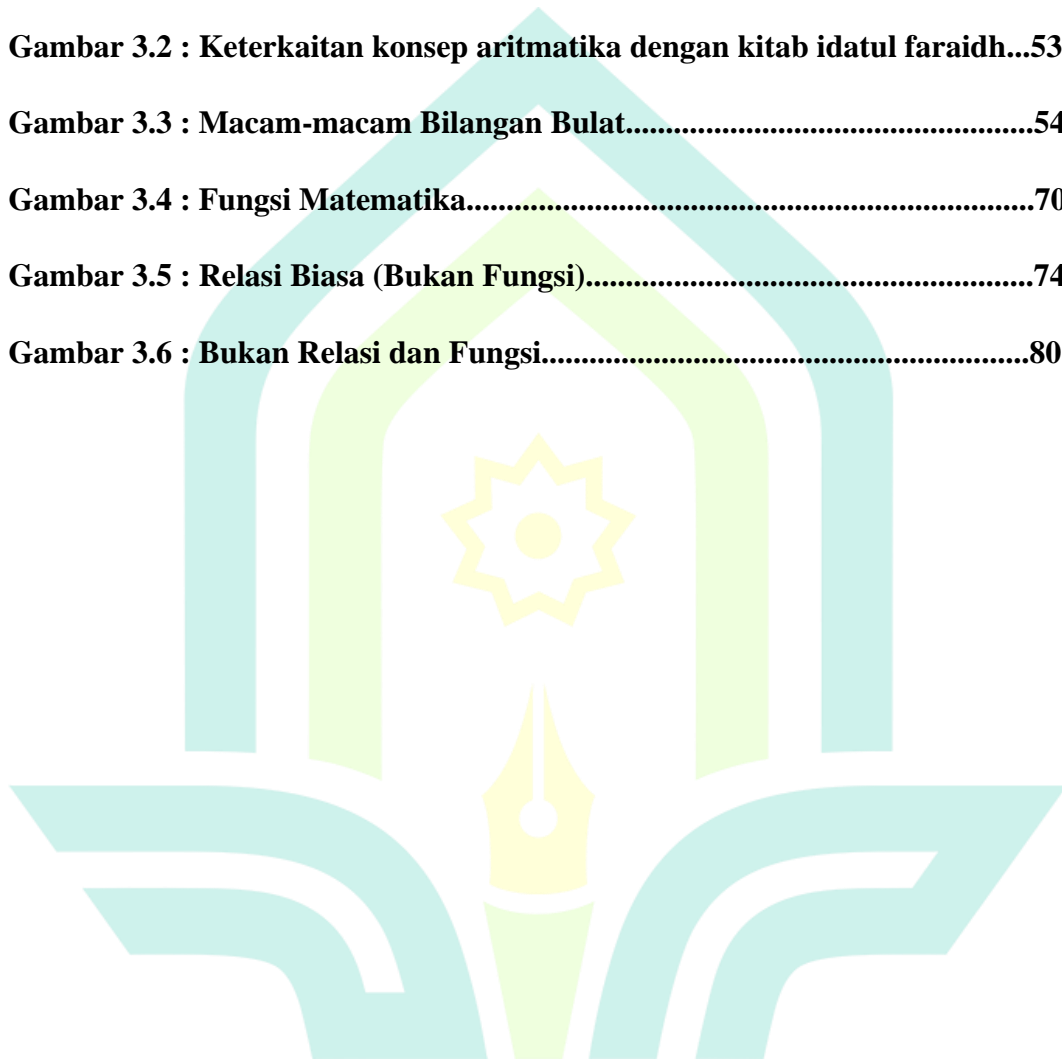 Gambar 3.2 : Keterkaitan konsep aritmatika dengan kitab idatul faraidh...53
Gambar 3.3 : Macam-macam Bilangan Bulat.................................................54
Gambar 3.4 : Fungsi Matematika.....................................................................70
Gambar 3.5 : Relasi Biasa (Bukan Fungsi)......................................................74
Gambar 3.6 : Bukan Relasi dan Fungsi...........................................................80